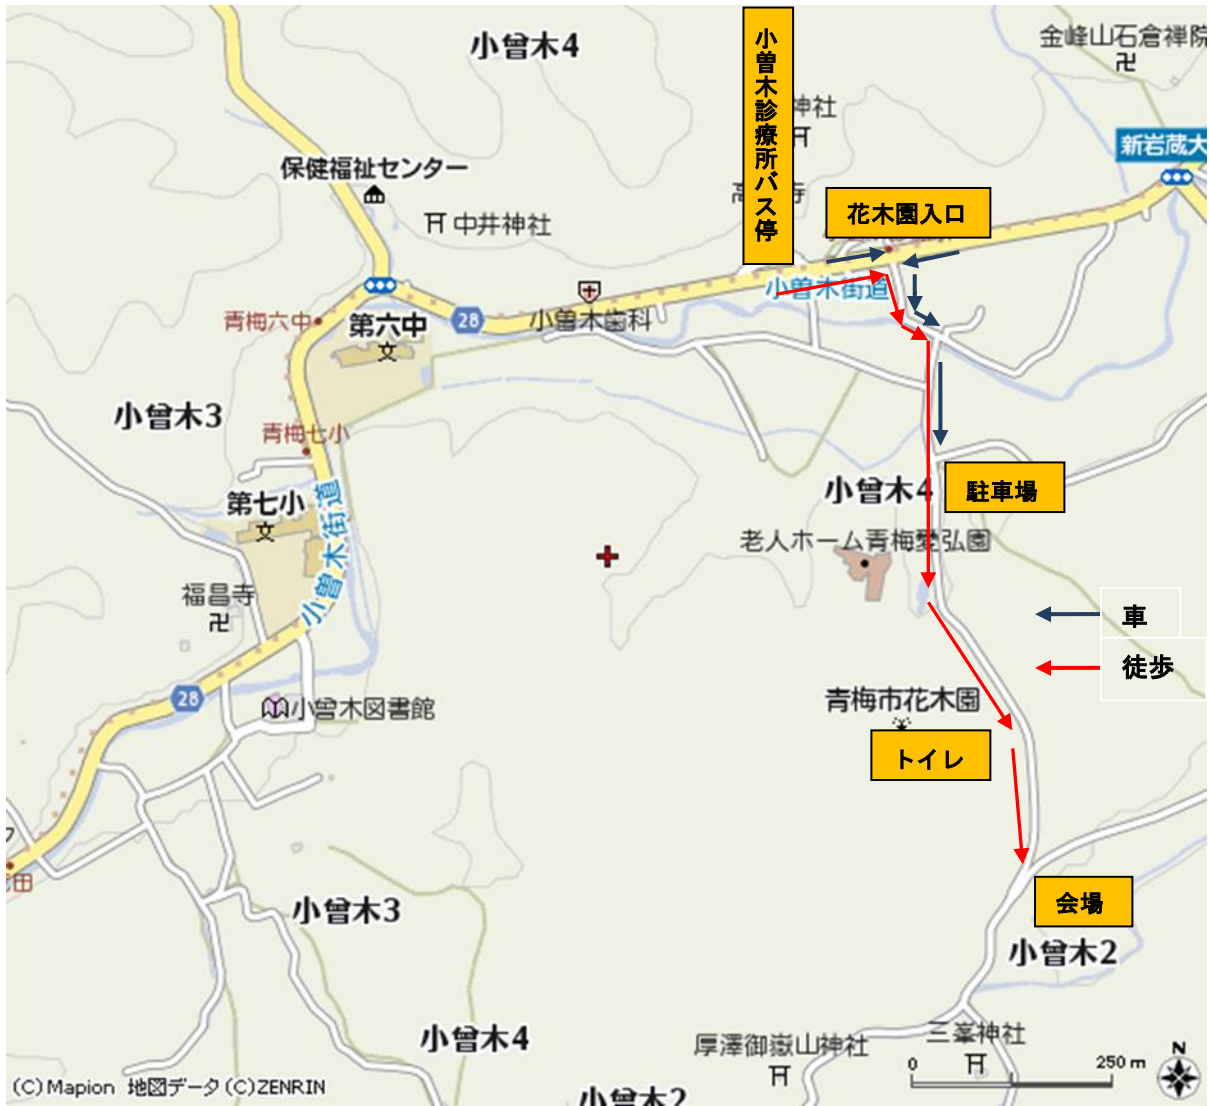 小曾木4
小曽木診療所バス停
金峰山石倉禅院
神社
新岩蔵大
保健福祉センター
花木園入口
中井神社
小曽木街道
青梅六中
第六中
28
小曽木歯科
小曾木3
青梅七小
第七小
小曽木街道
小曾木4
駐車場
老人ホーム青梅愛弘園
福昌寺
車
徒歩
28
小曽木図書館
青梅市花木園
トイレ
田
小曾木3
会場
小曾木2
小曾木4
厚澤御嶽山神社
三峯神社
N
0
250 m
(C)Mapion 地図データ(C)ZENRIN
小曾木2